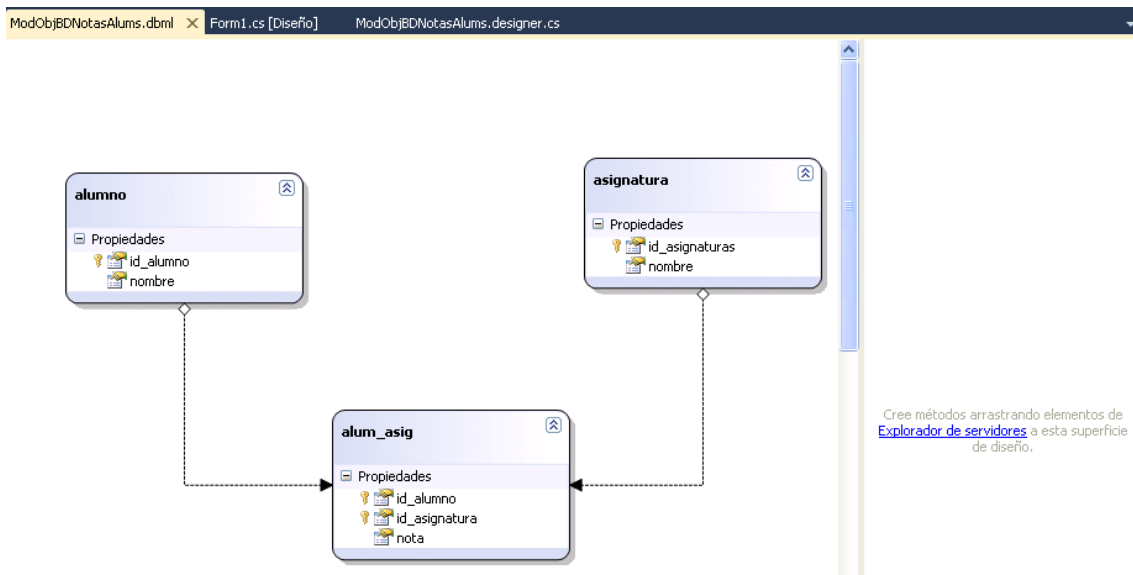 ModObjBDNotasAlums.dbml Form1.cs [Diseño] ModObjBDNotasAlums.designer.cs
alumno
Propiedades
id_alumno
nombre
asignatura
Propiedades
id_asignaturas
nombre
alum_asig
Propiedades
id_alumno
id_asignatura
nota
Cree métodos arrastrando elementos de
Explorador de servidores a esta superficie
de diseño.